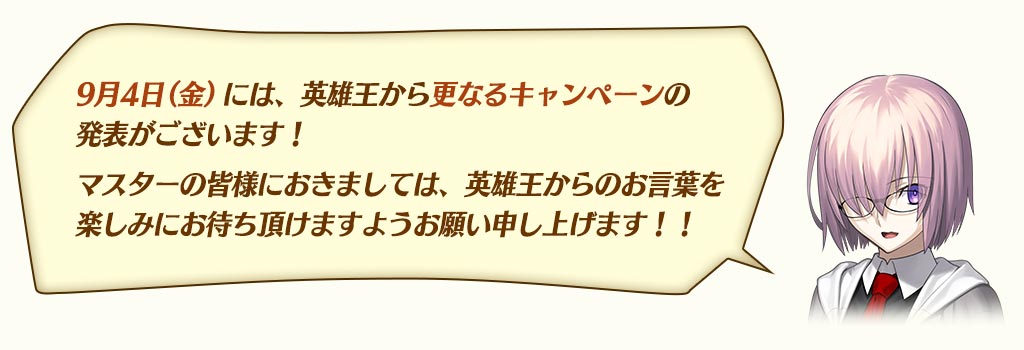 9月4日（金）には、英雄王から更なるキャンペーンの
発表がございます！
マスターの皆様におきましては、英雄王からのお言葉を
楽しみにお待ち頂けますようお願い申し上げます！！